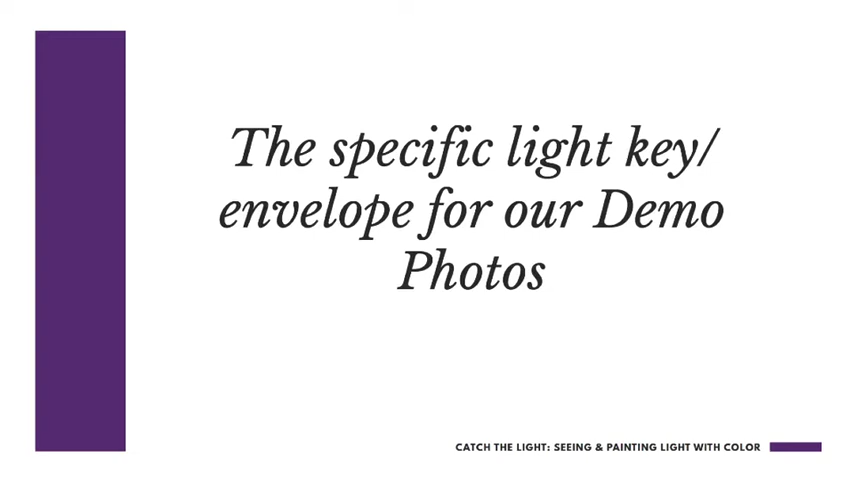 The specific light key/
envelope for our Demo
Photos
CATCH THE LIGHT: SEEING & PAINTING LIGHT WITH COLOR